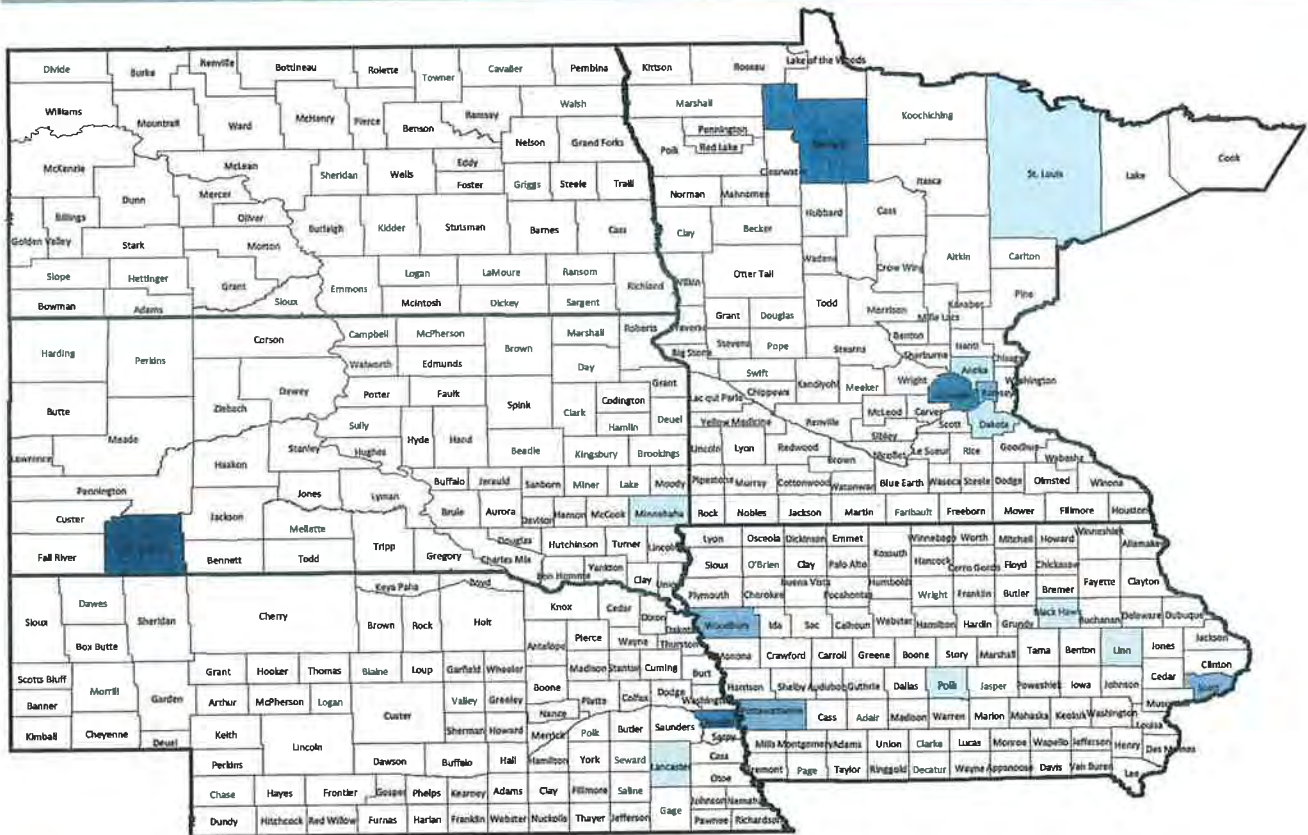 Divide Burke Renville Bottineau Rolette Towner Cavalier Pembina Kittson Roseau Lake of the Woods
Williams Mountrail Ward McHenry Pierce Benson Ramsey Walsh Marshall Koochiching
Nelson Grand Forks Polk Pennington Red Lake St. Louis Lake Cook
McKenzie McLean Sheridan Wells Eddy Foster Griggs Steele Traill Norman Mahnomen Clearwater Itasca
Dunn Mercer Oliver
Billings Golden Valley Stark Morton Burleigh Kidder Stutsman Barnes Cass Clay Becker Hubbard Cass
Slope Hettinger Grant Sioux Emmons Logan LaMoure Ransom Richland Wilkin Otter Tail Wadena Crow Wing Aitkin Carlton
Bowman Adams McIntosh Dickey Sargent Grant Douglas Todd Morrison Mille Lacs Kanabec Pine
Harding Perkins Corson Campbell McPherson Brown Marshall Roberts Traverse Stevens Pope Stearns Benton Isanti Chisago
Walworth Edmunds Day Big Stone Swift Sherburne Anoka
Butte Ziebach Dewey Potter Faulk Spink Clark Codington Grant Lac qui Parle Chippewa Kandiyohi Meeker Wright Ramsey Washington
Meade Sully Hamlin Deuel Yellow Medicine Renville McLeod Carver Scott Dakota
Lawrence Haakon Stanley Hughes Hyde Hand Beadle Kingsbury Brookings Lincoln Lyon Redwood Brown Sibley Nicollet Le Sueur Rice Goodhue Wabasha
Pennington Jones Lyman Buffalo Jerauld Sanborn Miner Lake Moody Pipestone Murray Cottonwood Watonwan Blue Earth Waseca Steele Dodge Olmsted Winona
Custer Jackson Mellette Brule Aurora Davison Hanson McCook Minnehaha Rock Nobles Jackson Martin Faribault Freeborn Mower Fillmore Houston
Fall River Bennett Todd Tripp Gregory Douglas Charles Mix Hutchinson Turner Lincoln Lyon Osceola Dickinson Emmet Kossuth Winnebago Worth Mitchell Howard Winneshiek Allamakee
Bon Homme Yankton Clay Union Sioux O'Brien Clay Palo Alto Hancock Cerro Gordo Floyd Chickasaw Fayette Clayton
Dawes Sioux Sheridan Cherry Keya Paha Boyd Brown Rock Holt Knox Cedar Dixon Dakota Plymouth Cherokee Buena Vista Pocahontas Humboldt Wright Franklin Butler Bremer
Box Butte Antelope Pierce Wayne Thurston Woodbury Ida Sac Calhoun Webster Hamilton Hardin Grundy Black Hawk Buchanan Delaware Dubuque
Scotts Bluff Morrill Garden Grant Hooker Thomas Blaine Loup Garfield Wheeler Madison Stanton Cuming Burt Monona Crawford Carroll Greene Boone Story Marshall Tama Benton Linn Jones Jackson
Banner Arthur McPherson Logan Custer Valley Greeley Boone Platte Colfax Dodge Washington Harrison Shelby Audubon Guthrie Dallas Polk Jasper Poweshiek Iowa Johnson Cedar Clinton Scott
Kimball Cheyenne Deuel Keith Lincoln Sherman Howard Nance Merrick Polk Butler Saunders Sarpy Pottawattamie Cass Adair Madison Warren Marion Mahaska Keokuk Washington Louisa
Perkins Dawson Buffalo Hall Hamilton York Seward Lancaster Cass Otoe Mills Montgomery Adams Union Clarke Lucas Monroe Wapello Jefferson Henry Des Moines
Chase Hayes Frontier Gosper Phelps Kearney Adams Clay Fillmore Saline Gage Johnson Nemaha Page Taylor Ringgold Decatur Wayne Appanoose Davis Van Buren Lee
Dundy Hitchcock Red Willow Furnas Harlan Franklin Webster Nuckolls Thayer Jefferson Pawnee Richardson